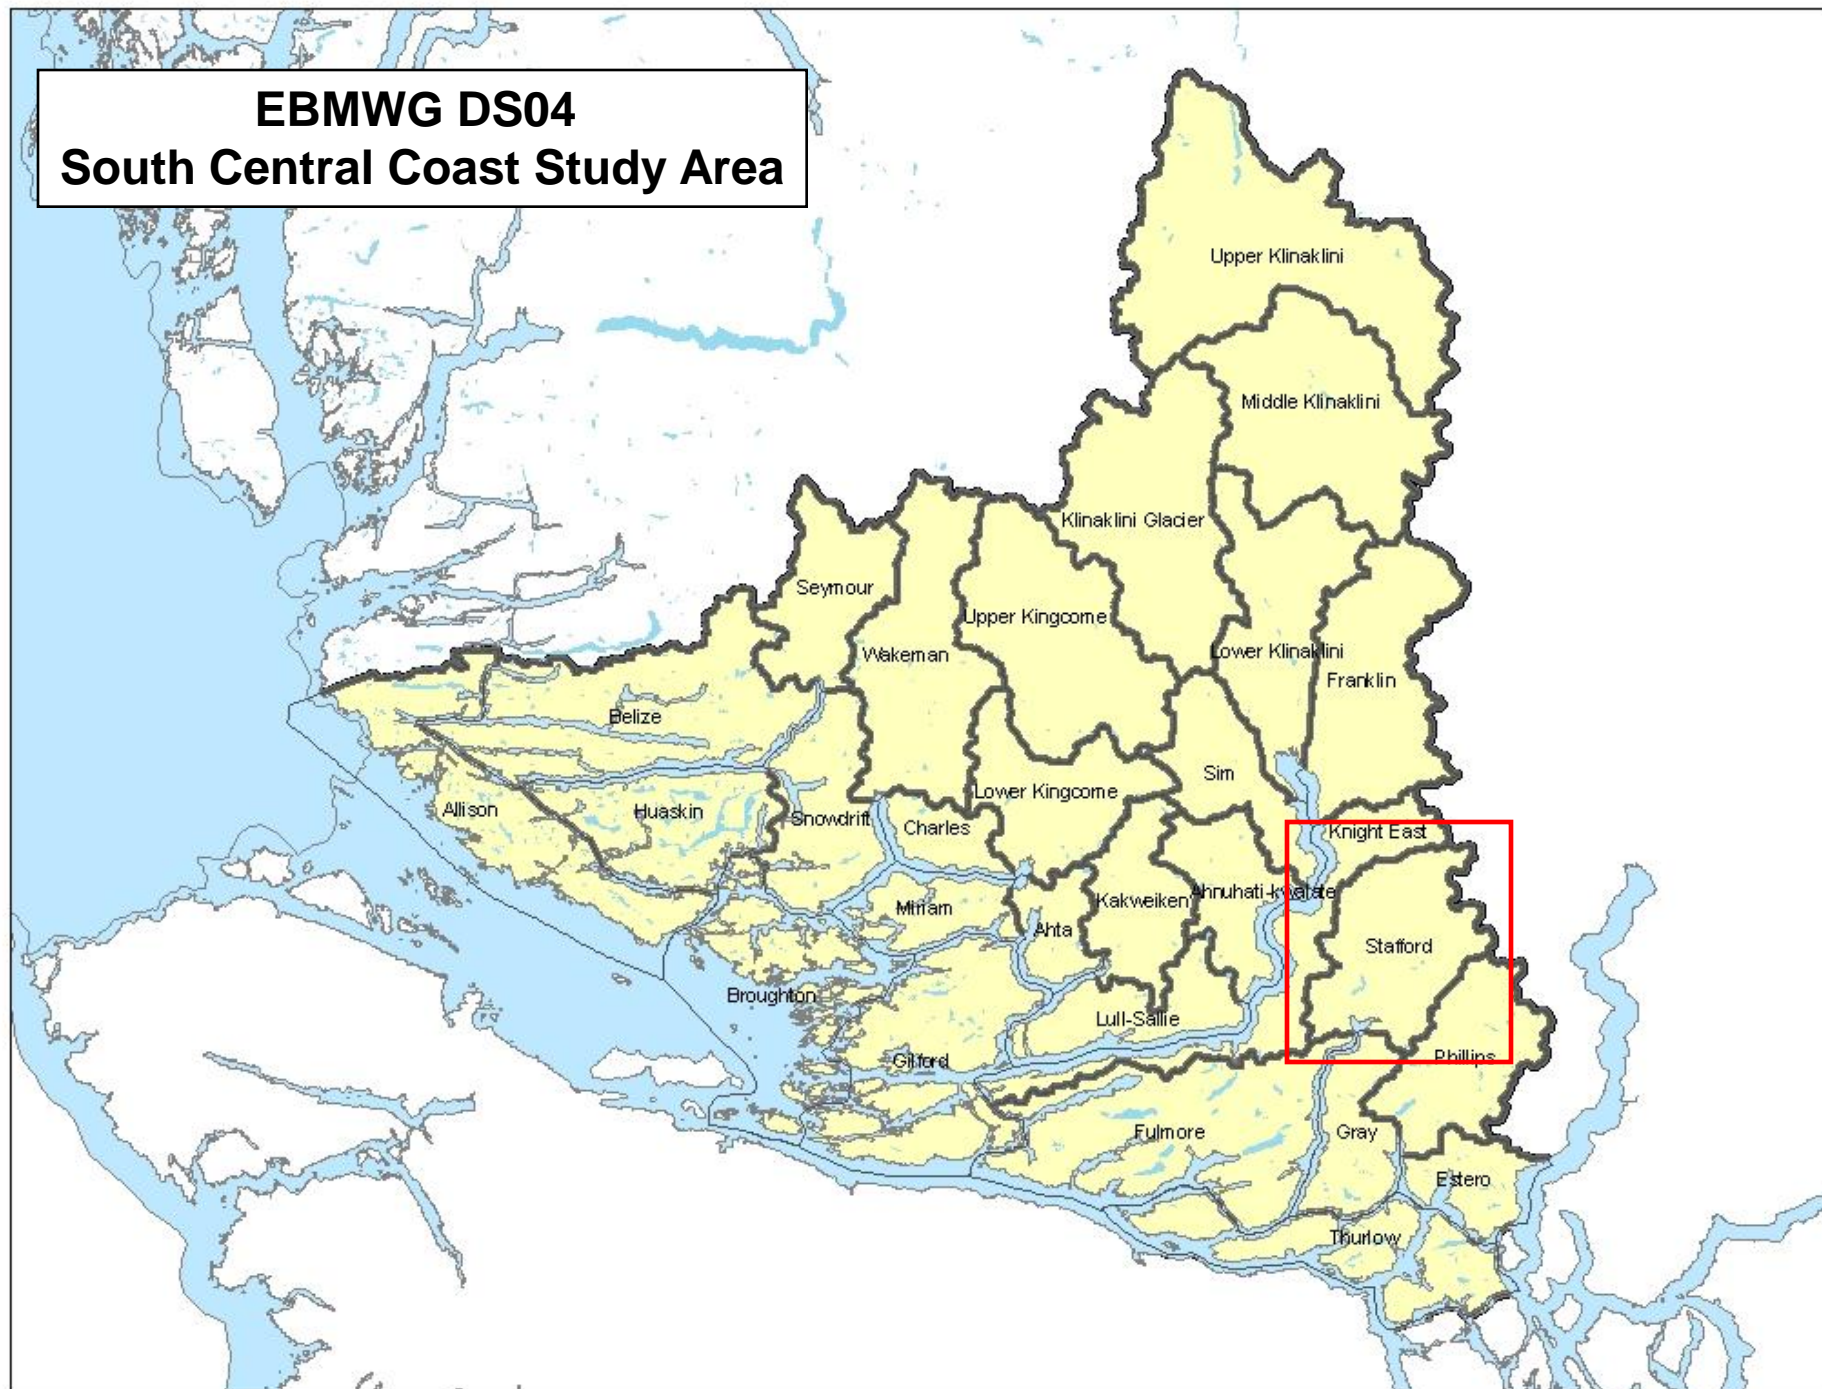 EBMWG DS04
South Central Coast Study Area
Upper Klinaklini
Middle Klinaklini
Klinaklini Glacier
Seymour
Upper Kingcome
Wakeman
Lower Klinaklini
Franklin
Belize
Sim
Lower Kingcome
Allison
Huaskin
Snowdrift
Charles
Knight East
Ahnuhati-kwalate
Kakweiken
Miriam
Ahta
Stafford
Broughton
Lull-Sallie
Gilford
Phillips
Fulmore
Gray
Estero
Thurlow